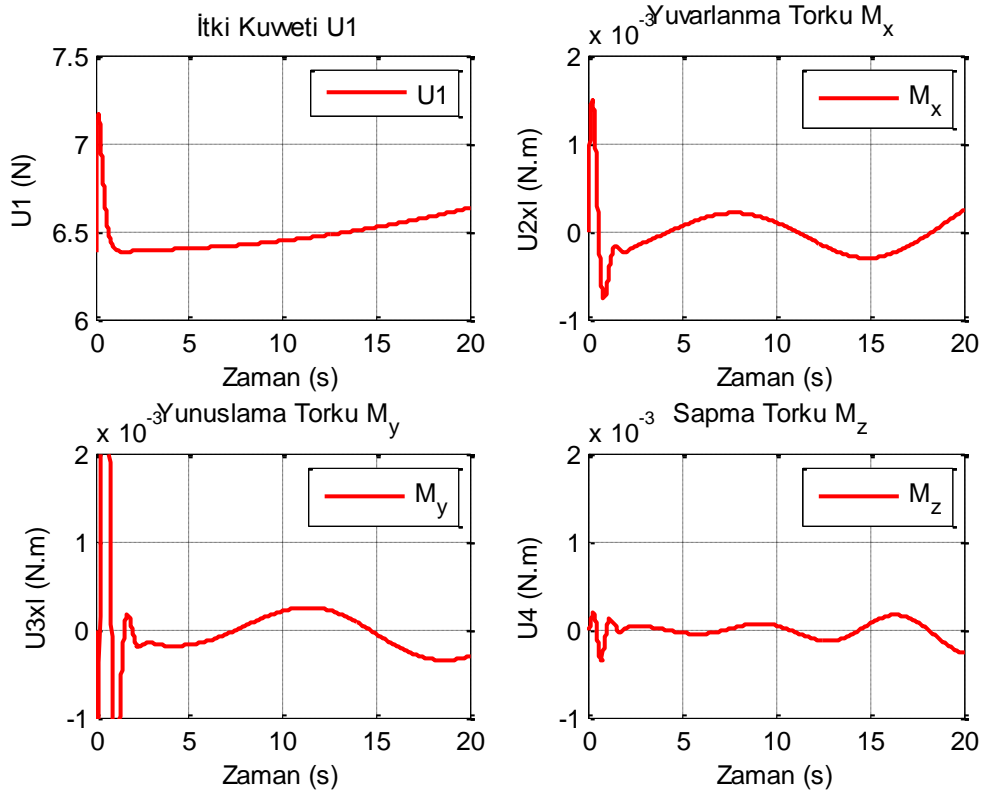 İtki Kuvveti U1
7.5
7
6.5
6
U1 (N)
U1
0 5 10 15 20
Zaman (s)
Yuvarlanma Torku M_x
x 10^-3
2
1
0
-1
U2xI (N.m)
M_x
0 5 10 15 20
Zaman (s)
Yunuslama Torku M_y
x 10^-3
2
1
0
-1
U3xI (N.m)
M_y
0 5 10 15 20
Zaman (s)
Sapma Torku M_z
x 10^-3
2
1
0
-1
U4 (N.m)
M_z
0 5 10 15 20
Zaman (s)